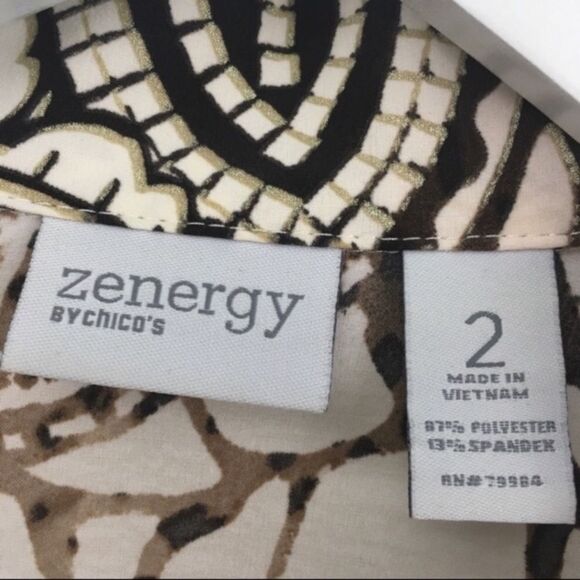 zenergy
BY CHICO'S
2
MADE IN
VIETNAM
87% POLYESTER
13% SPANDEX
RN# 79984